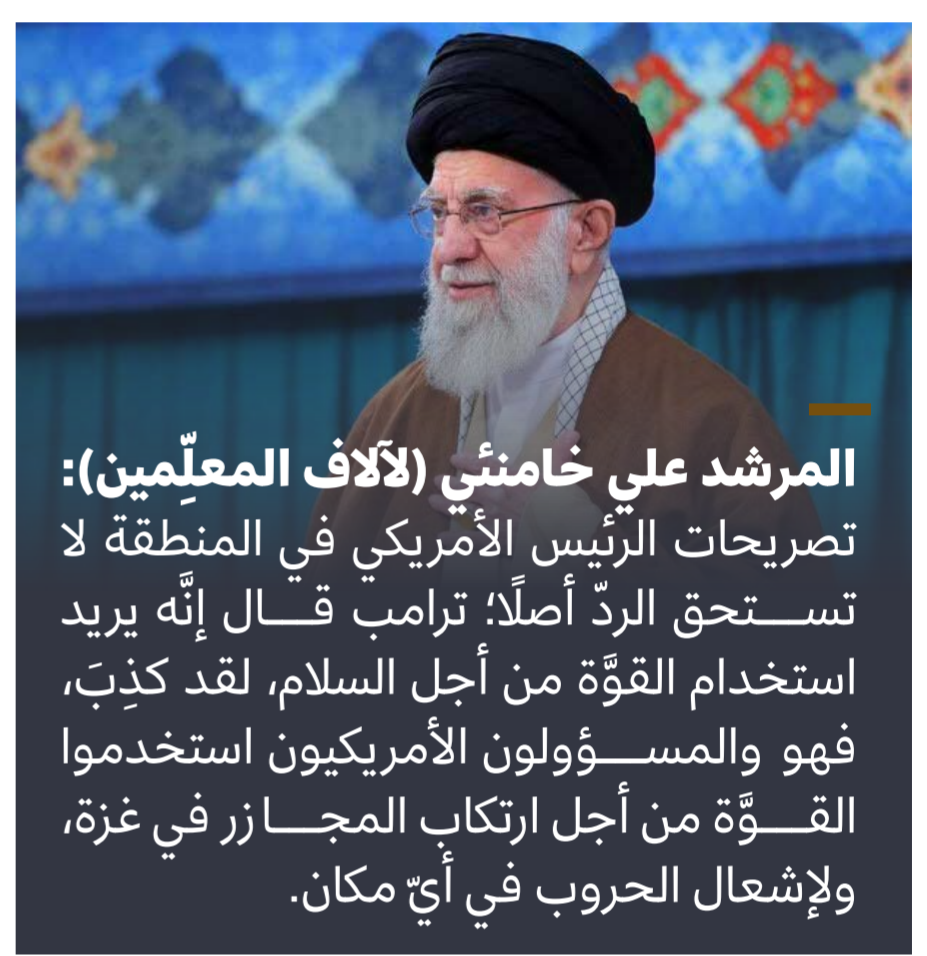 المرشد علي خامنئي (لآلاف المعلِّمين):
تصريحات الرئيس الأمريكي في المنطقة لا
تستحق الردّ أصلًا؛ ترامب قال إنَّه يريد
استخدام القوَّة من أجل السلام، لقد كذِبَ،
فهو والمسؤولون الأمريكيون استخدموا
القوَّة من أجل ارتكاب المجازر في غزة،
ولإشعال الحروب في أيّ مكان.